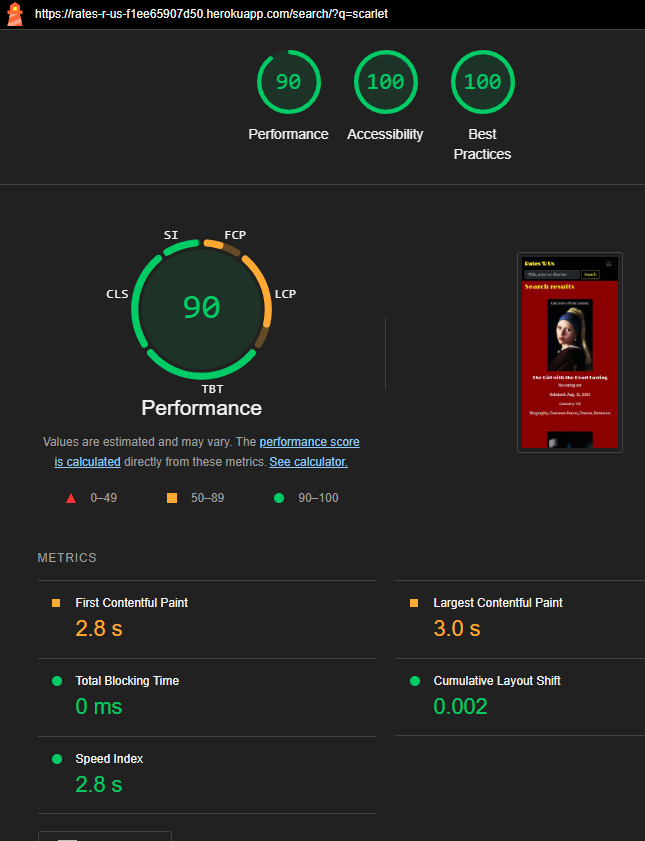 https://rates-r-us-f1ee65907d50.herokuapp.com/search/?q=scarlet
90
100
100
Performance
Accessibility
Best
Practices
SI
FCP
CLS
LCP
90
TBT
Performance
Values are estimated and may vary. The performance score
is calculated directly from these metrics. See calculator.
0–49
50–89
90–100
Rates 'R Us
Title, actor or director
Search
Search results
The Girl with the Pearl Earring
No rating yet
Released: Aug. 31, 2003
Country: US
Biography, Costume drama, Drama, Romance
METRICS
First Contentful Paint
2.8 s
Largest Contentful Paint
3.0 s
Total Blocking Time
0 ms
Cumulative Layout Shift
0.002
Speed Index
2.8 s